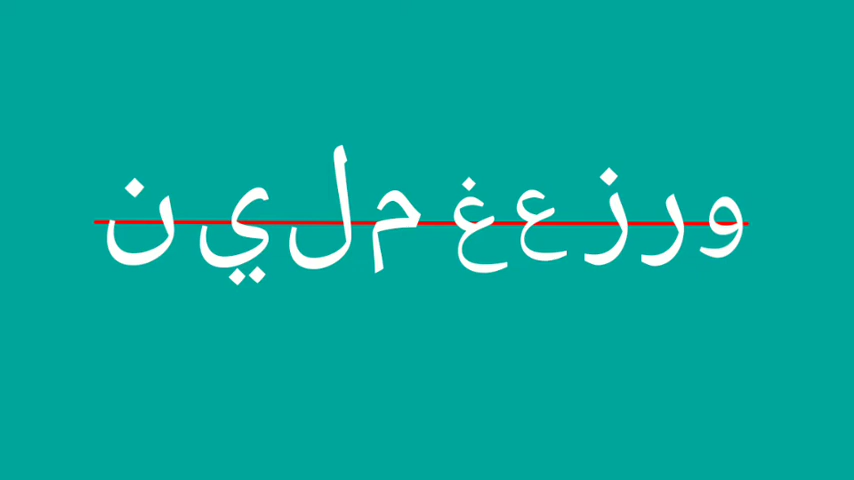 و ر ز ع غ م ل ي ن